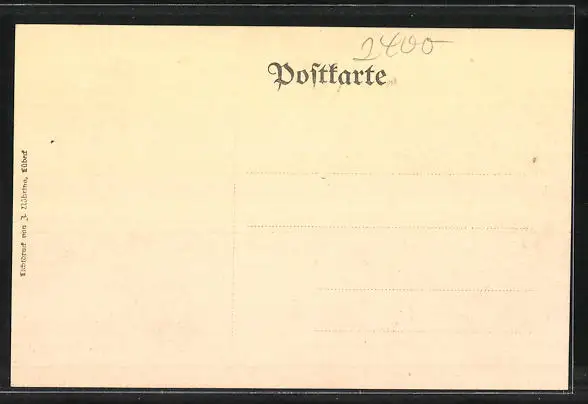 2400
Postkarte
Lichtdruck von J. Nöhring, Lübeck